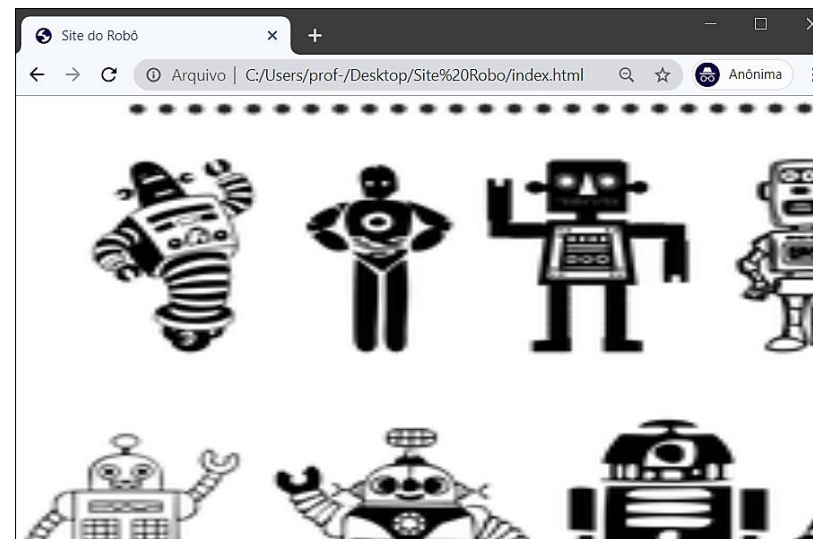 Site do Robô
Arquivo | C:/Users/prof-/Desktop/Site%20Robo/index.html Anônima